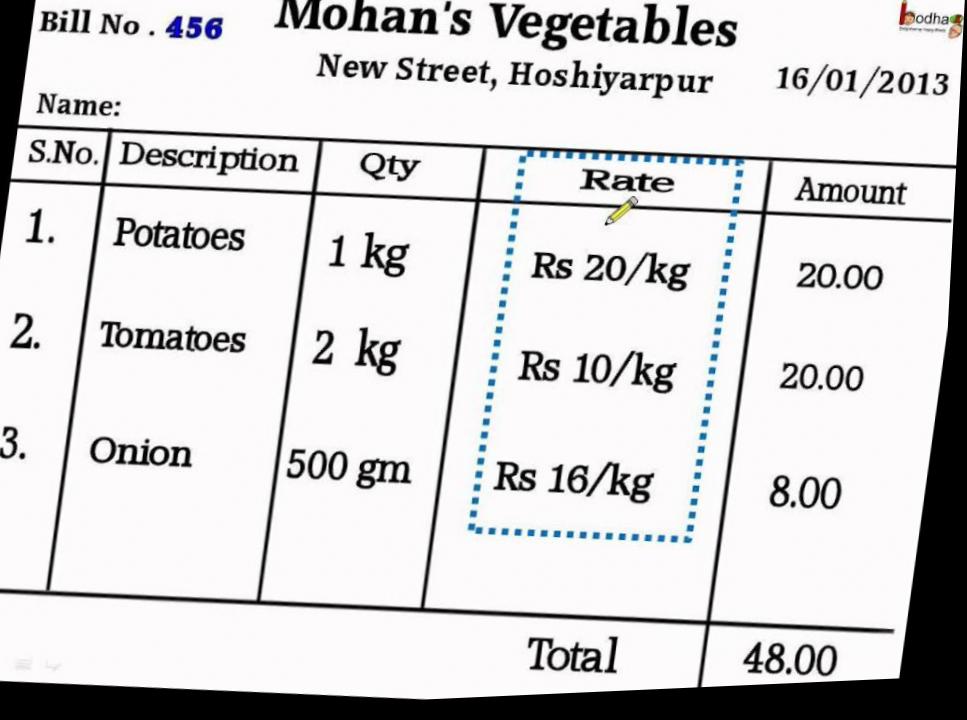 Bill No . 456
Mohan's Vegetables
bodha
New Street, Hoshiyarpur
16/01/2013
Name:
S.No. Description Qty Rate Amount
1. Potatoes 1 kg Rs 20/kg 20.00
2. Tomatoes 2 kg Rs 10/kg 20.00
3. Onion 500 gm Rs 16/kg 8.00
Total 48.00